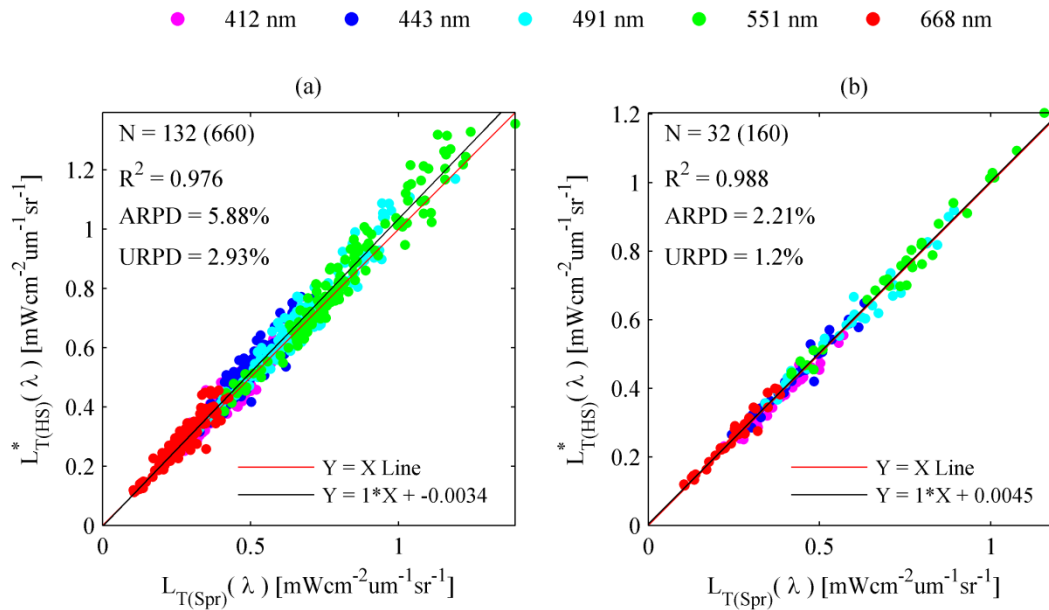 412 nm 443 nm 491 nm 551 nm 668 nm
(a)
N = 132 (660)
R² = 0.976
ARPD = 5.88%
URPD = 2.93%
Y = X Line
Y = 1*X + -0.0034
0 0.2 0.4 0.6 0.8 1 1.2
0 0.5 1
L*T(HS)(λ) [mWcm⁻²um⁻¹sr⁻¹]
LT(Spr)(λ) [mWcm⁻²um⁻¹sr⁻¹]
(b)
N = 32 (160)
R² = 0.988
ARPD = 2.21%
URPD = 1.2%
Y = X Line
Y = 1*X + 0.0045
0 0.2 0.4 0.6 0.8 1 1.2
0 0.5 1
L*T(HS)(λ) [mWcm⁻²um⁻¹sr⁻¹]
LT(Spr)(λ) [mWcm⁻²um⁻¹sr⁻¹]